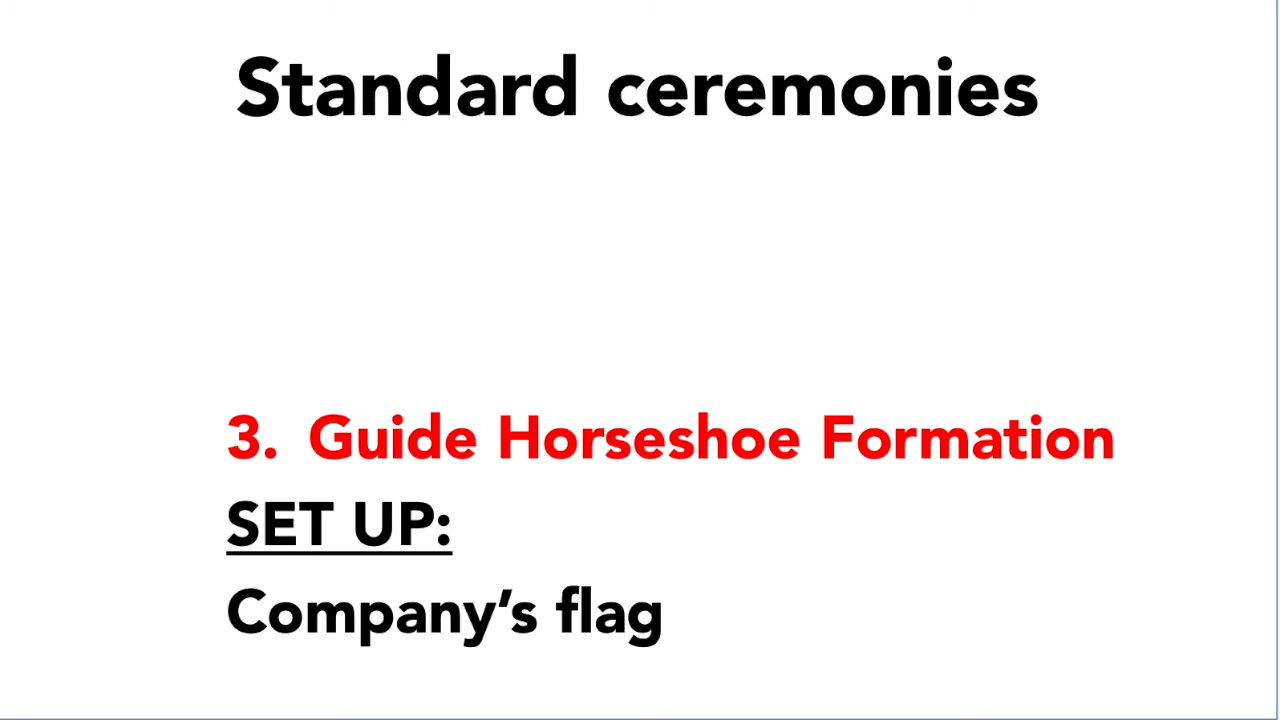 Standard ceremonies
3. Guide Horseshoe Formation
SET UP:
Company’s flag